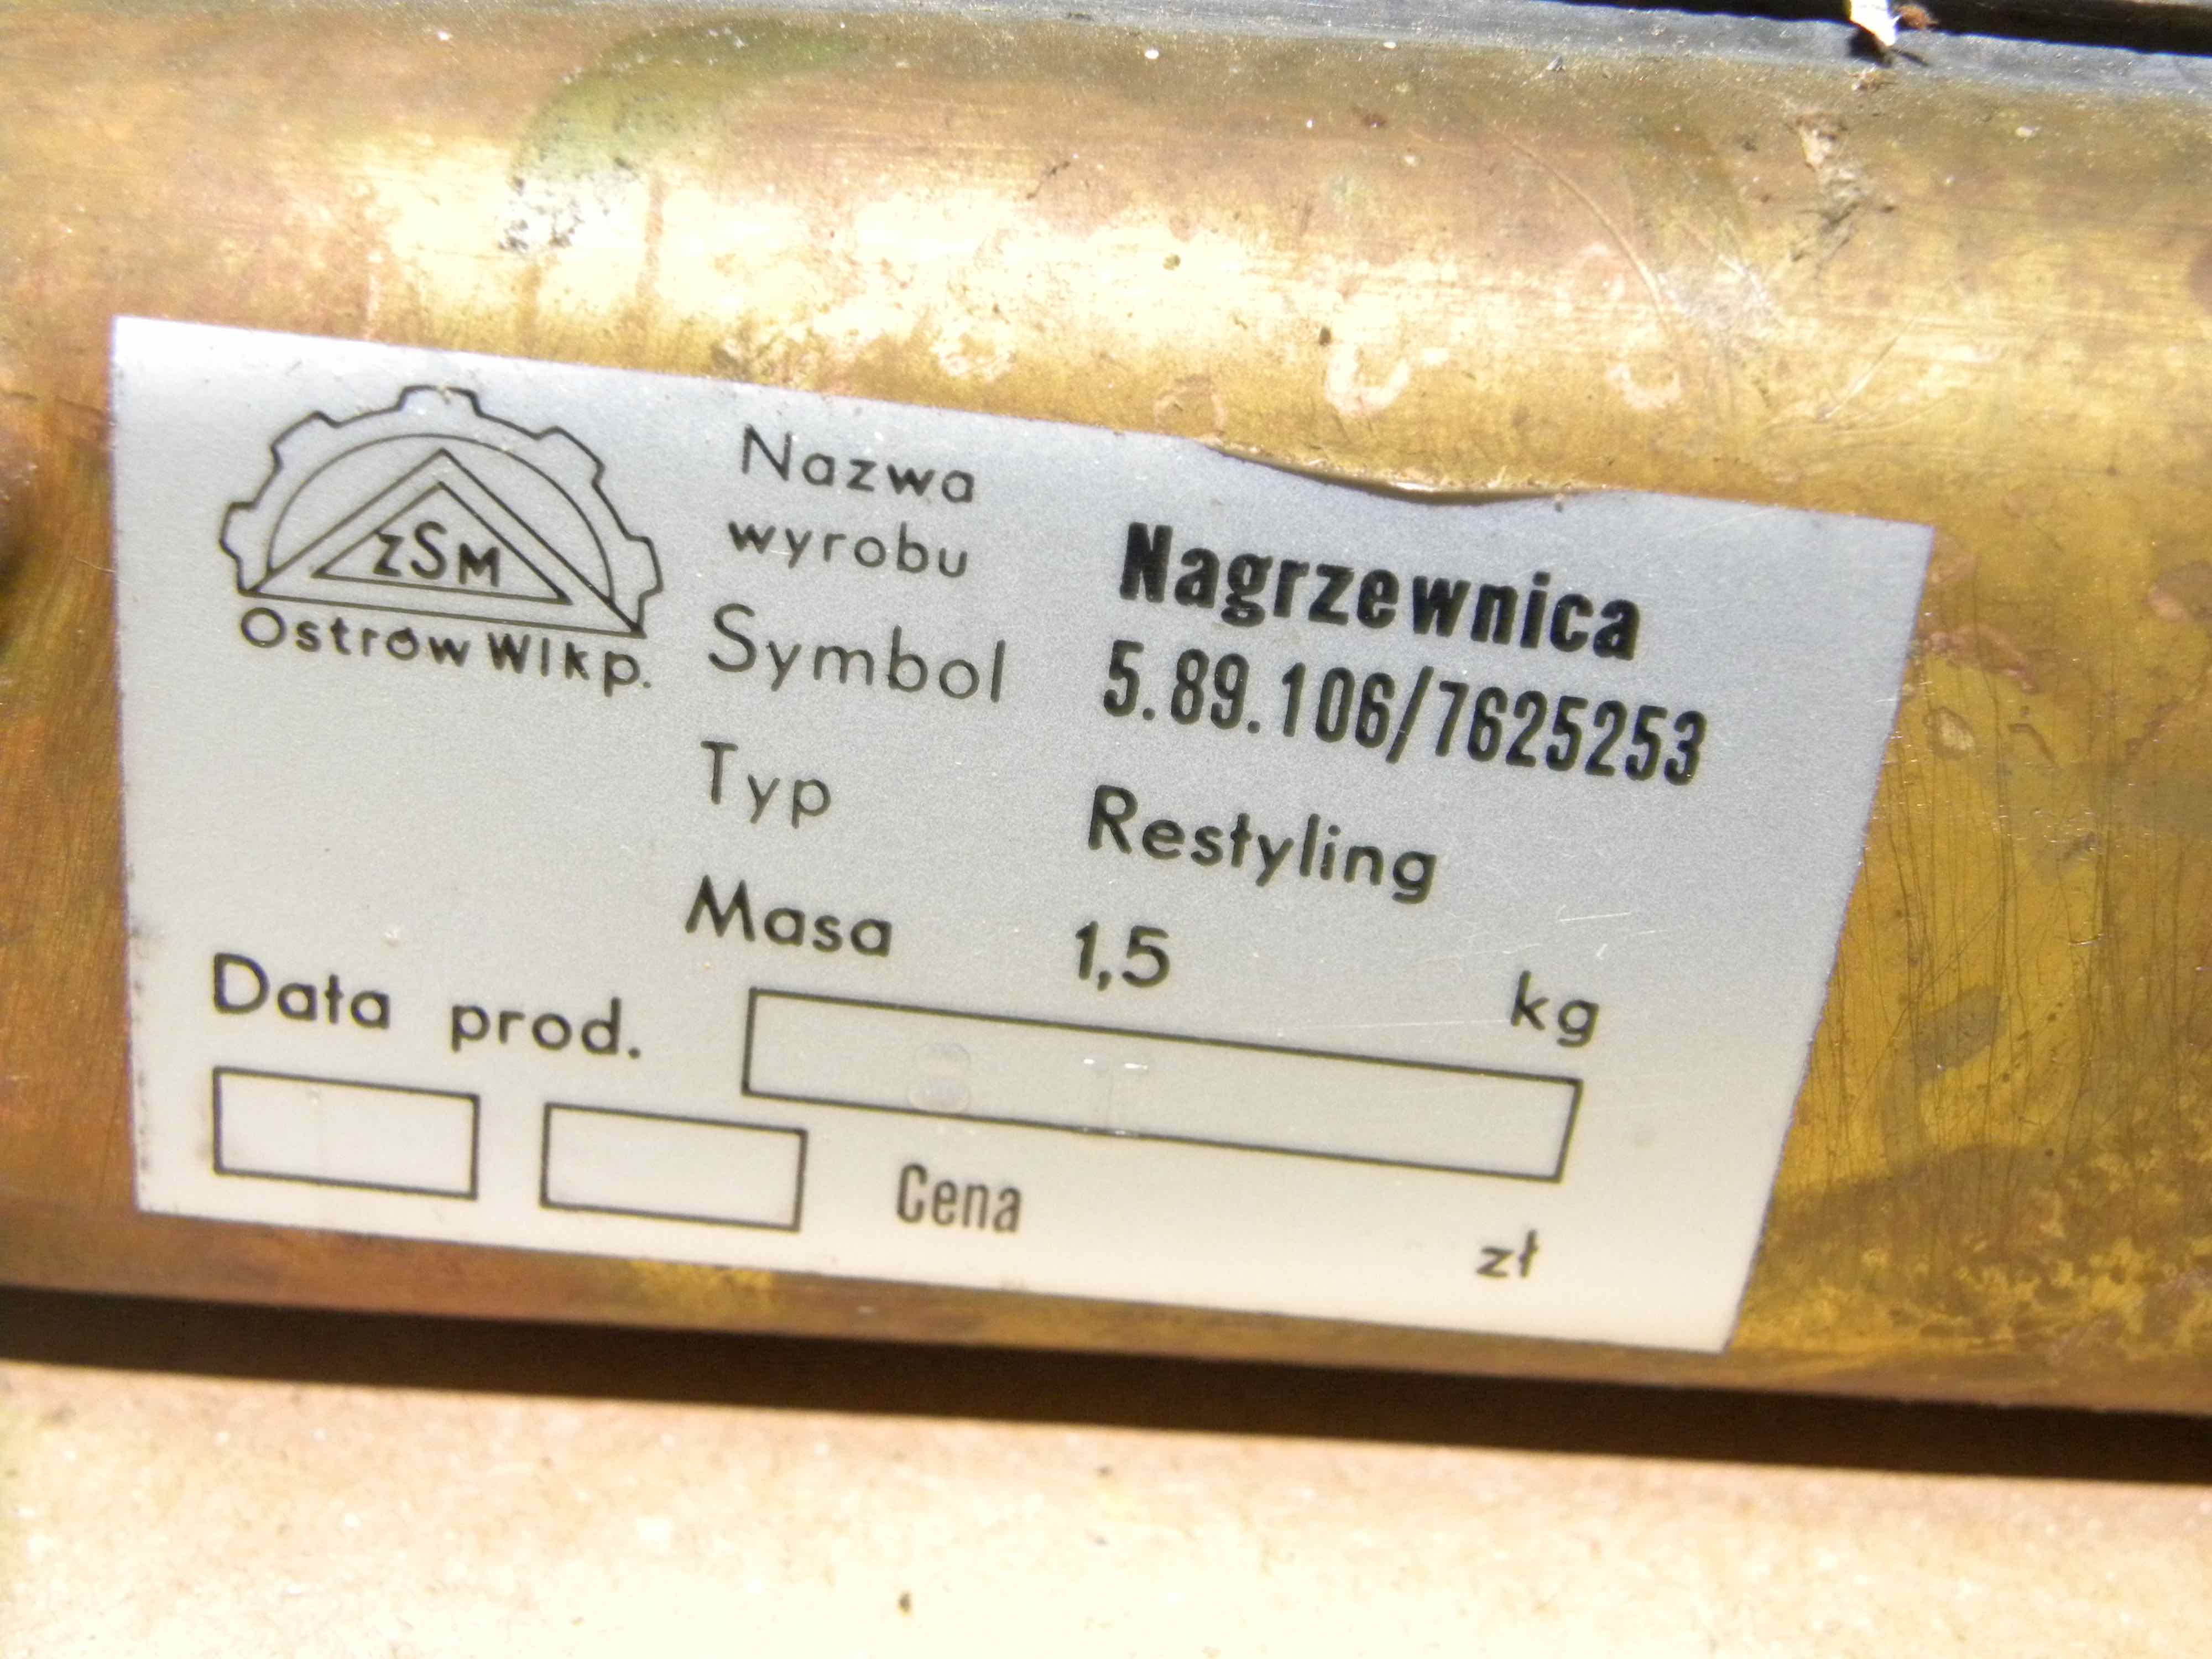 ZSM
Ostrów Wlkp.
Nazwa
wyrobu Nagrzewnica
Symbol 5.89.106/7625253
Typ Restyling
Masa 1,5 kg
Data prod.
Cena zł